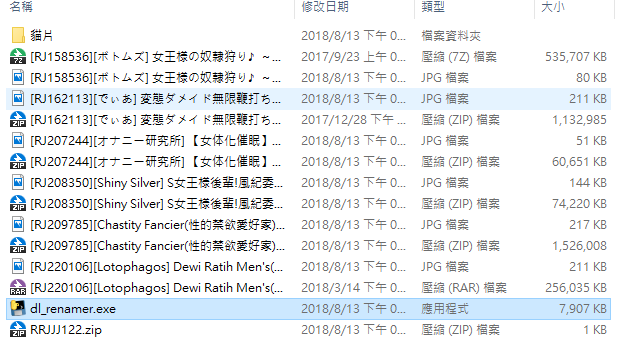 名稱 修改日期 類型 大小
貓片 2018/8/13 下午 0... 檔案資料夾
[RJ158536][ボトムズ] 女王様の奴隷狩り♪ ～... 2017/9/23 上午 0... 壓縮 (7Z) 檔案 535,707 KB
[RJ158536][ボトムズ] 女王様の奴隷狩り♪ ～... 2018/8/13 下午 0... JPG 檔案 80 KB
[RJ162113][でぃあ] 変態ダメイド無限鞭打ち... 2018/8/13 下午 0... JPG 檔案 211 KB
[RJ162113][でぃあ] 変態ダメイド無限鞭打ち... 2017/12/28 下午 ... 壓縮 (ZIP) 檔案 1,132,985
[RJ207244][オナニー研究所] 【女体化催眠】... 2018/8/13 下午 0... JPG 檔案 51 KB
[RJ207244][オナニー研究所] 【女体化催眠】... 2018/8/13 下午 0... 壓縮 (ZIP) 檔案 60,651 KB
[RJ208350][Shiny Silver] S女王様後輩!風紀委... 2018/8/13 下午 0... JPG 檔案 144 KB
[RJ208350][Shiny Silver] S女王様後輩!風紀委... 2018/8/13 下午 0... 壓縮 (ZIP) 檔案 74,220 KB
[RJ209785][Chastity Fancier(性的禁欲愛好家)... 2018/8/13 下午 0... JPG 檔案 217 KB
[RJ209785][Chastity Fancier(性的禁欲愛好家)... 2018/8/13 下午 0... 壓縮 (ZIP) 檔案 1,526,008
[RJ220106][Lotophagos] Dewi Ratih Men's(... 2018/8/13 下午 0... JPG 檔案 211 KB
[RJ220106][Lotophagos] Dewi Ratih Men's(... 2018/3/14 下午 0... 壓縮 (RAR) 檔案 256,035 KB
dl_renamer.exe 2018/8/13 下午 0... 應用程式 7,907 KB
RRJJJ122.zip 2018/8/13 下午 0... 壓縮 (ZIP) 檔案 1 KB